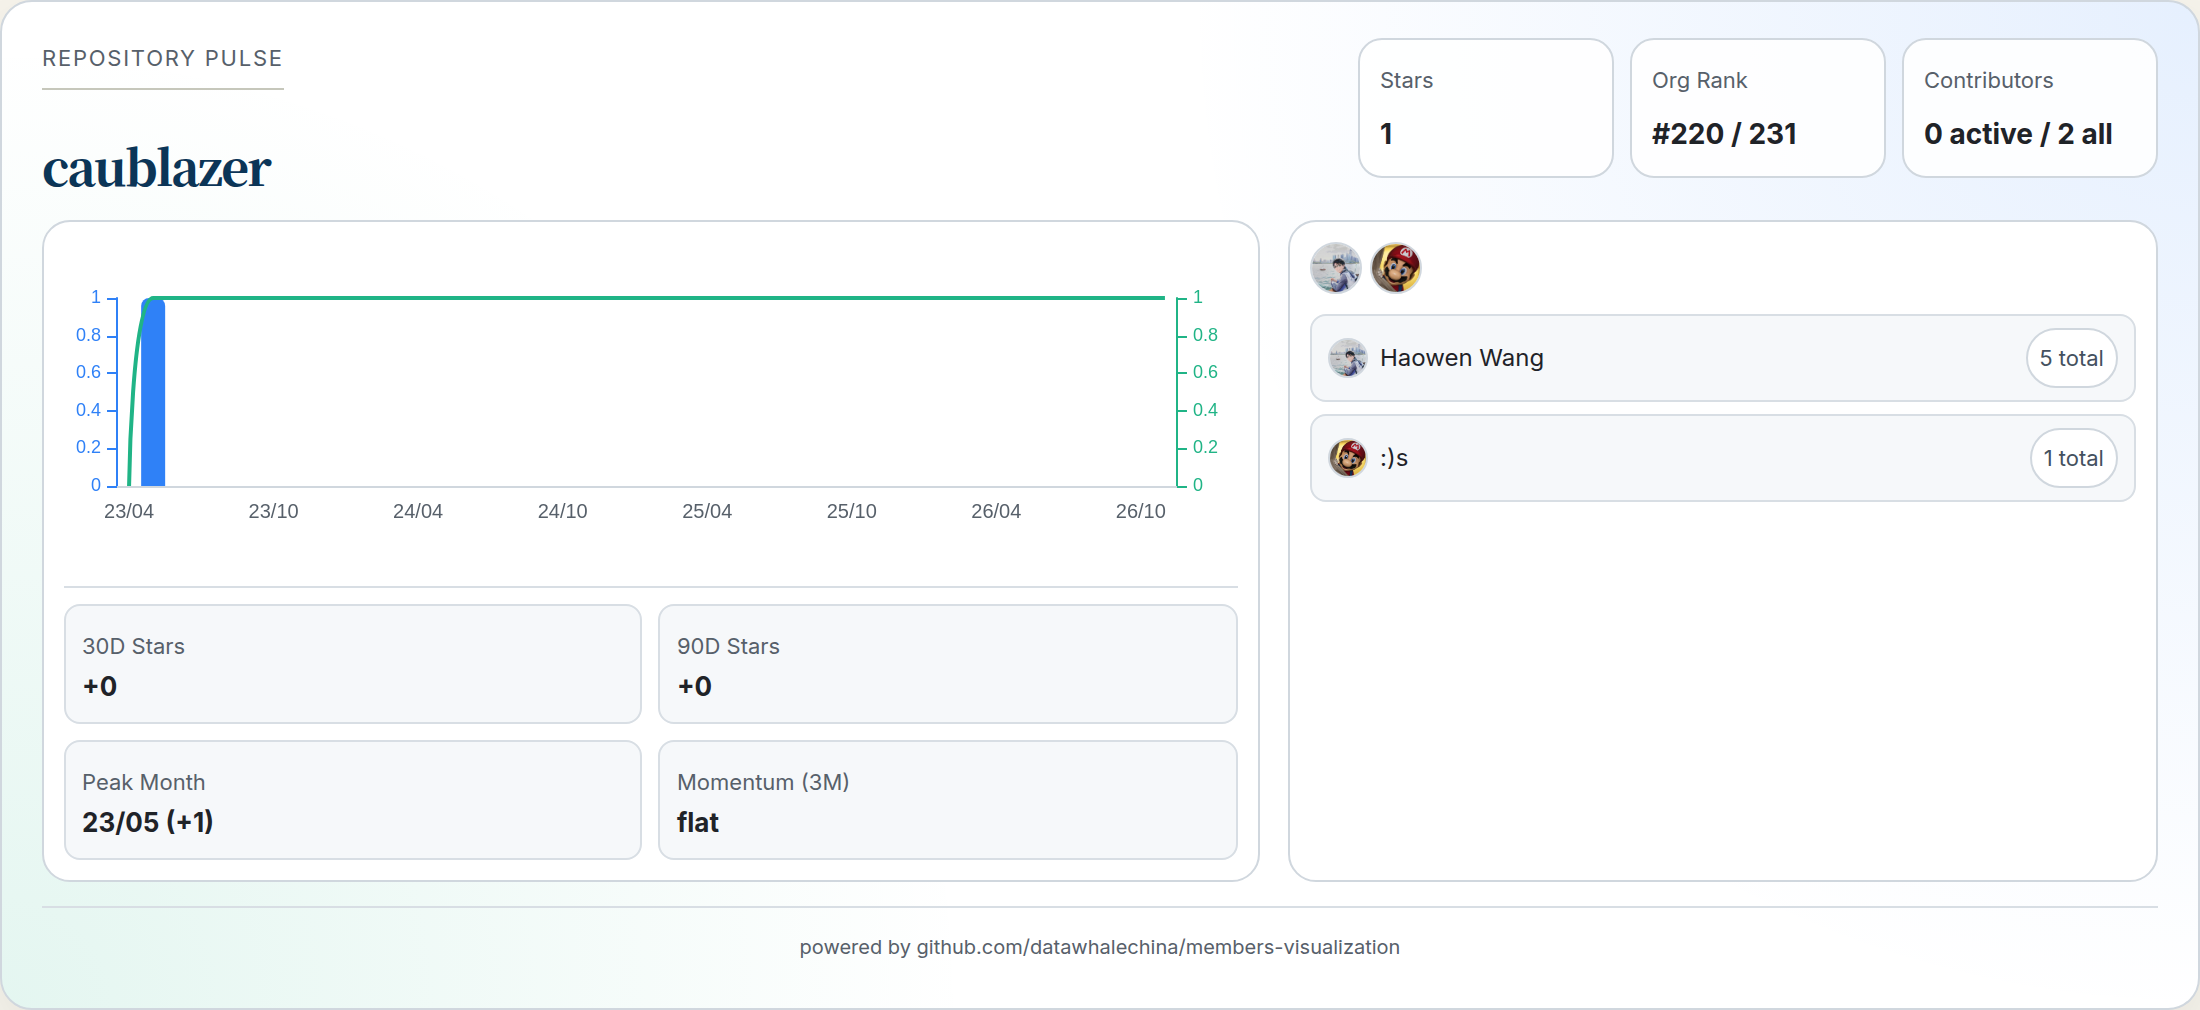 REPOSITORY PULSE
caublazer
Stars
1
Org Rank
#220 / 231
Contributors
0 active / 2 all
1
0.8
0.6
0.4
0.2
0
1
0.8
0.6
0.4
0.2
0
23/04 23/10 24/04 24/10 25/04 25/10 26/04 26/10
30D Stars
+0
90D Stars
+0
Peak Month
23/05 (+1)
Momentum (3M)
flat
Haowen Wang
5 total
:)s
1 total
powered by github.com/datawhalechina/members-visualization